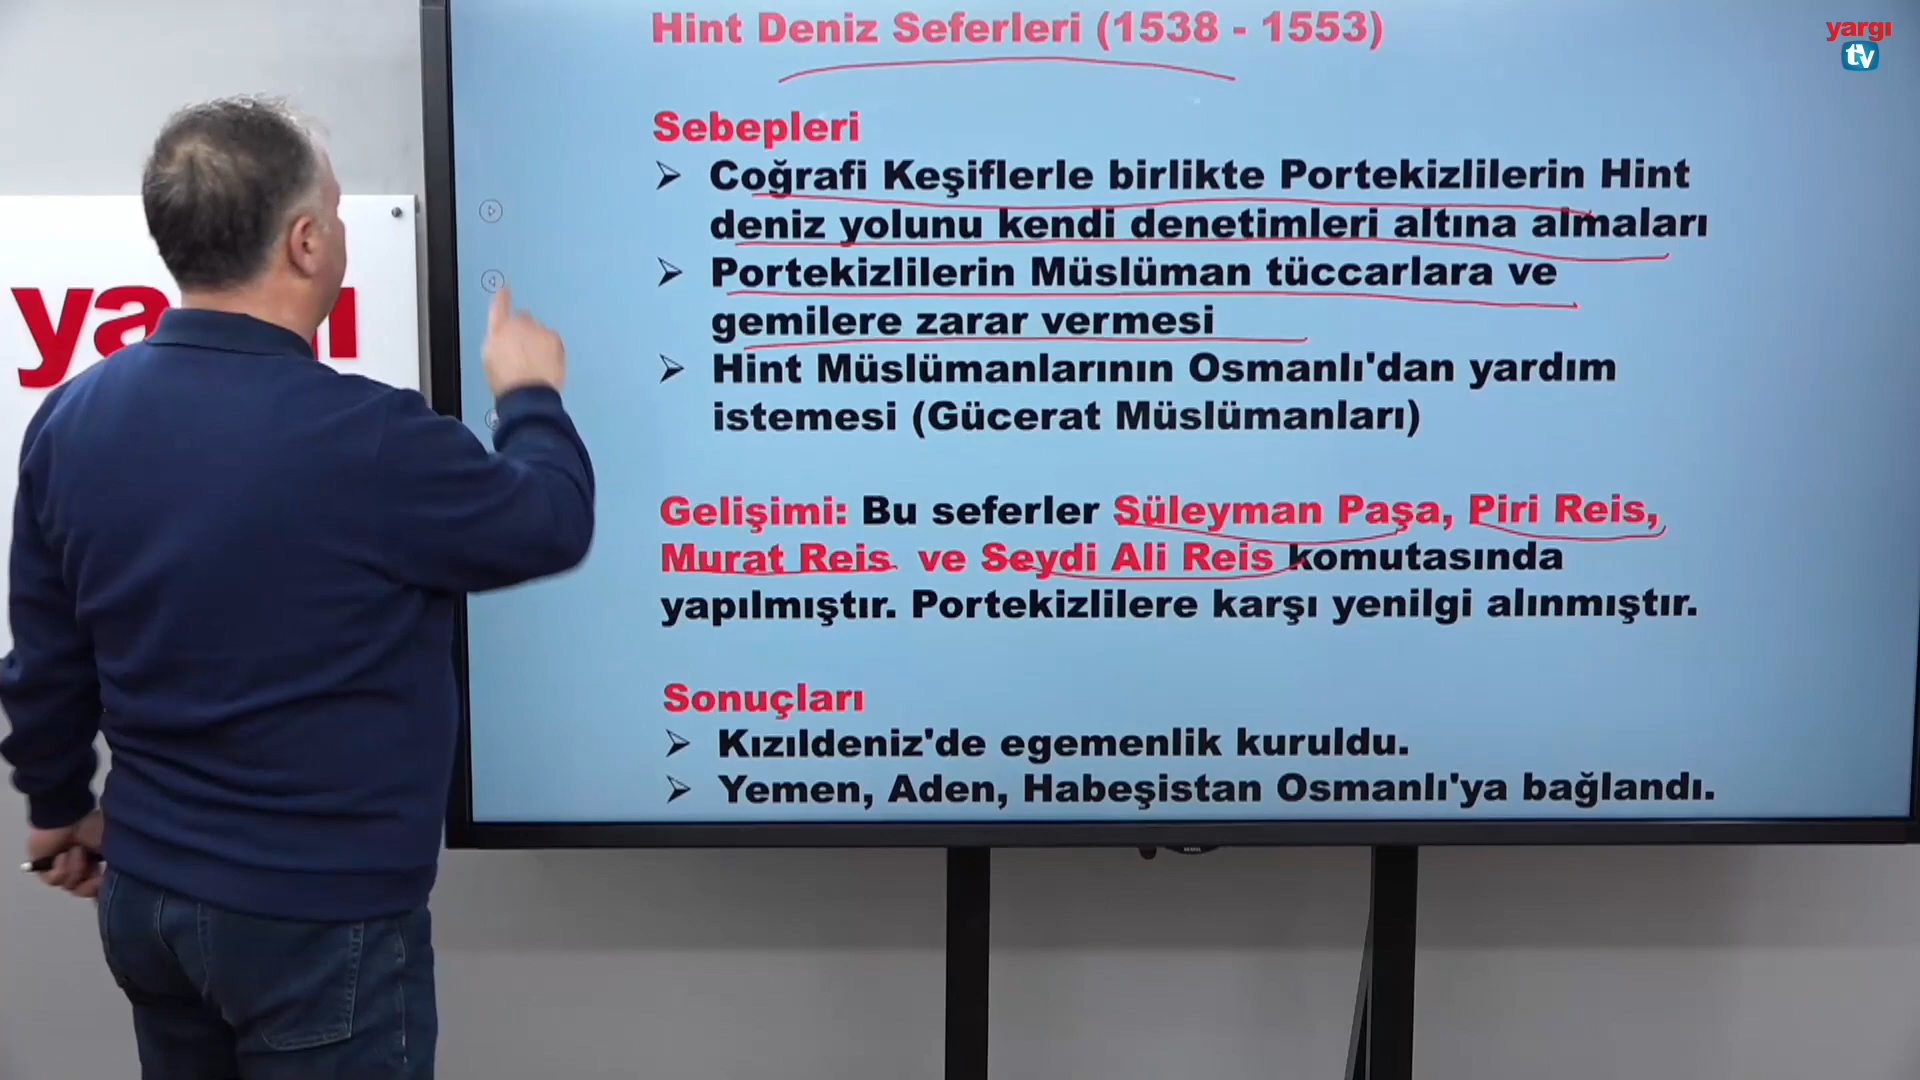 Hint Deniz Seferleri (1538 - 1553)
yargı
tv
Sebepleri
Coğrafi Keşiflerle birlikte Portekizlilerin Hint
deniz yolunu kendi denetimleri altına almaları
Portekizlilerin Müslüman tüccarlara ve
gemilere zarar vermesi
Hint Müslümanlarının Osmanlı'dan yardım
istemesi (Gücerat Müslümanları)
Gelişimi: Bu seferler Süleyman Paşa, Piri Reis,
Murat Reis ve Seydi Ali Reis komutasında
yapılmıştır. Portekizlilere karşı yenilgi alınmıştır.
Sonuçları
Kızıldeniz'de egemenlik kuruldu.
Yemen, Aden, Habeşistan Osmanlı'ya bağlandı.